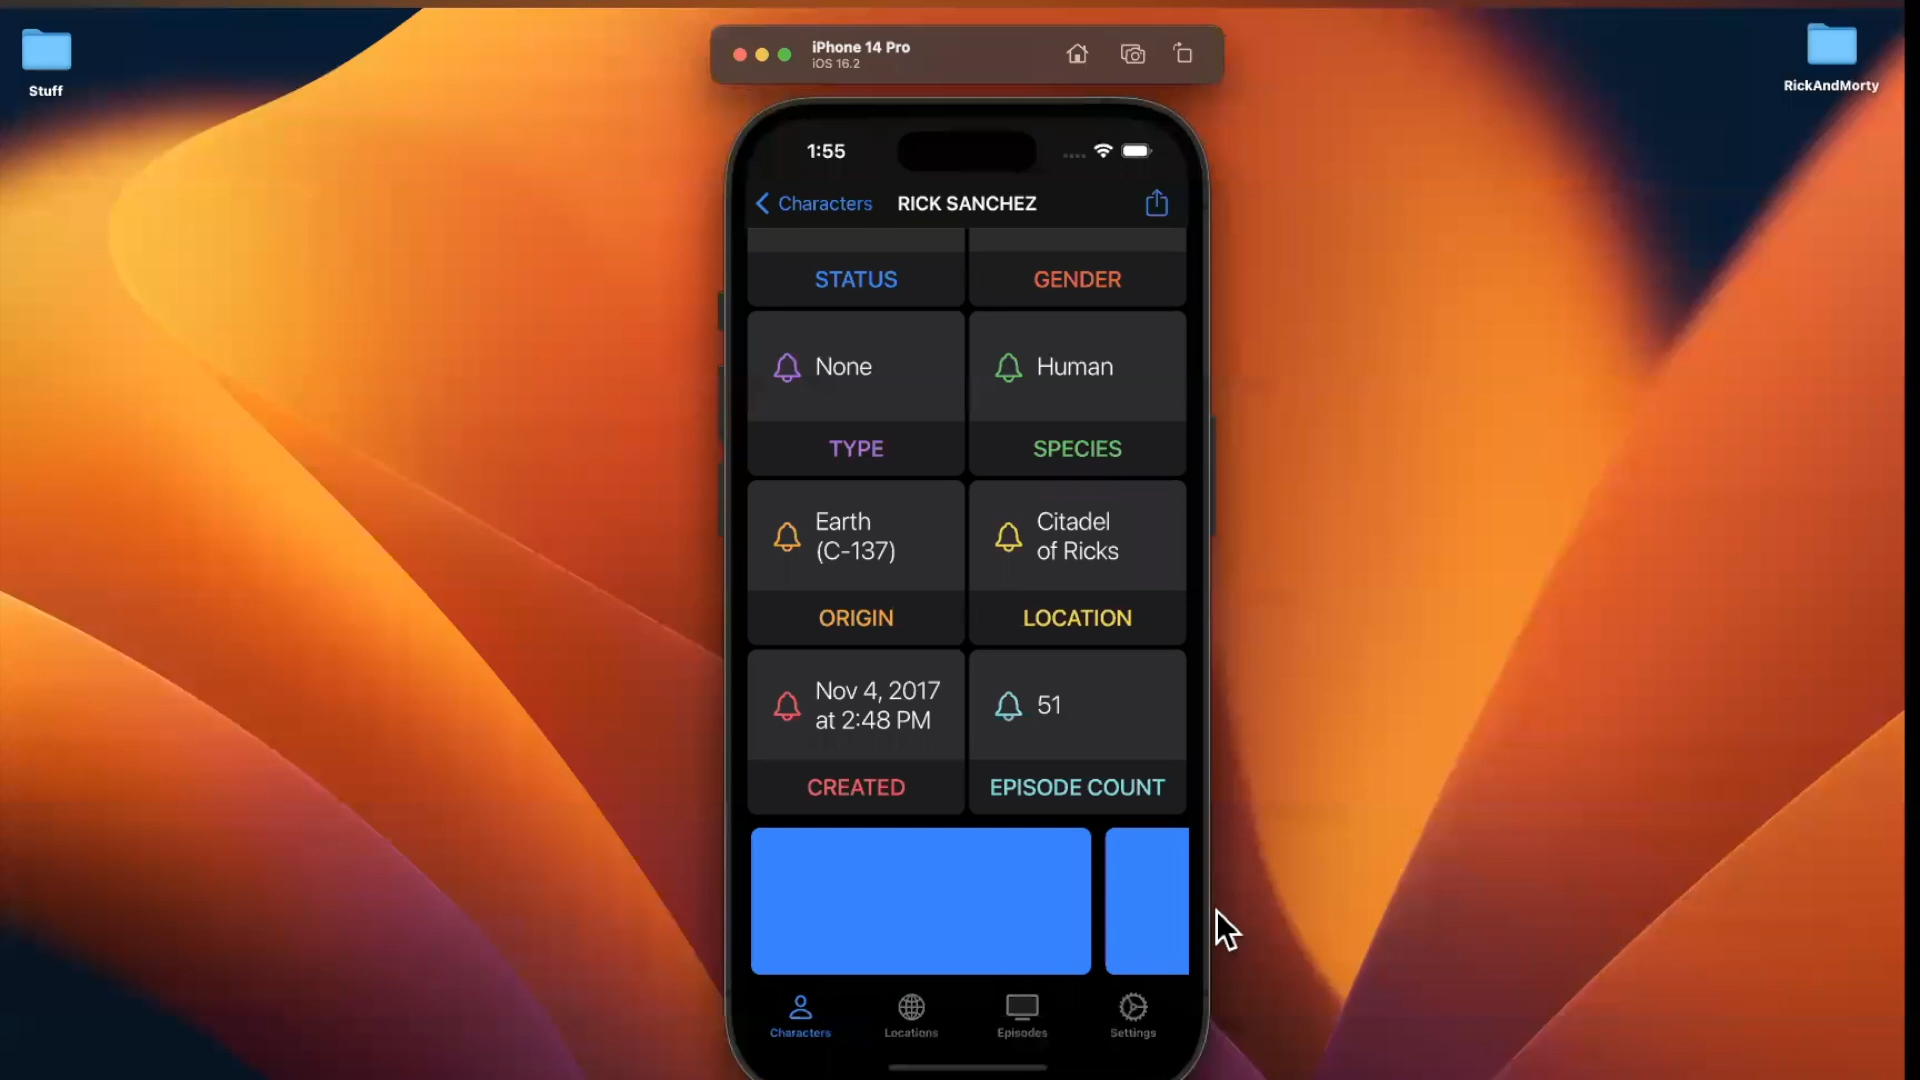 iPhone 14 Pro
iOS 16.2
Stuff
RickAndMorty
1:55
Characters
RICK SANCHEZ
STATUS
GENDER
None
Human
TYPE
SPECIES
Earth
(C-137)
Citadel
of Ricks
ORIGIN
LOCATION
Nov 4, 2017
at 2:48 PM
51
CREATED
EPISODE COUNT
Characters
Locations
Episodes
Settings